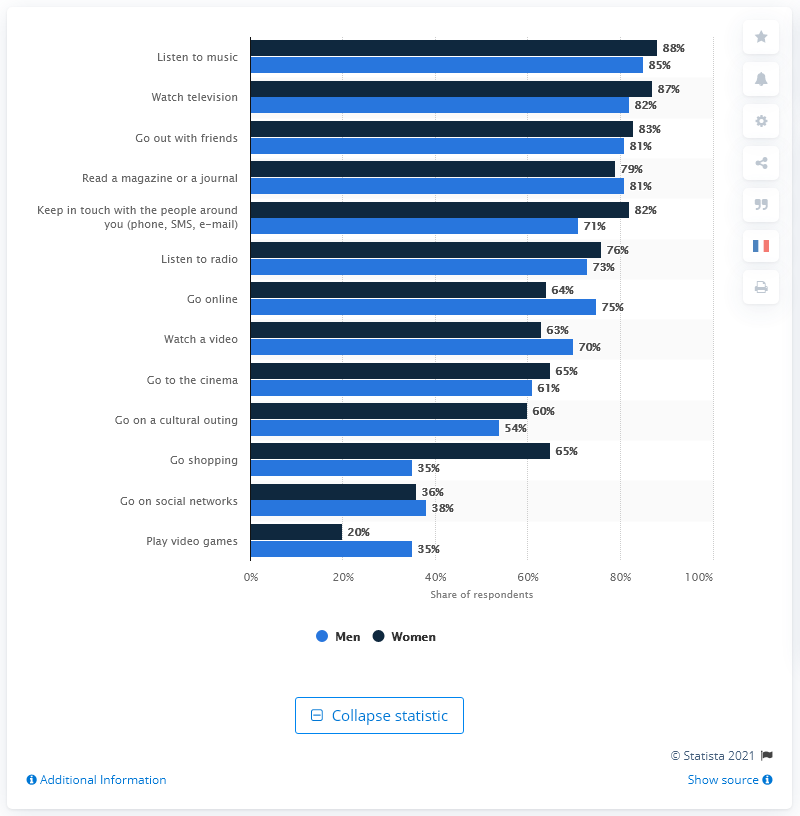 Listen to music
88%
85%
Watch television
87%
82%
Go out with friends
83%
81%
Read a magazine or a journal
79%
81%
Keep in touch with the people around
you (phone, SMS, e-mail)
82%
71%
Listen to radio
76%
73%
Go online
64%
75%
Watch a video
63%
70%
Go to the cinema
65%
61%
Go on a cultural outing
60%
54%
Go shopping
65%
35%
Go on social networks
36%
38%
Play video games
20%
35%
0% 20% 40% 60% 80% 100%
Share of respondents
Men Women
Collapse statistic
© Statista 2021
Additional Information
Show source